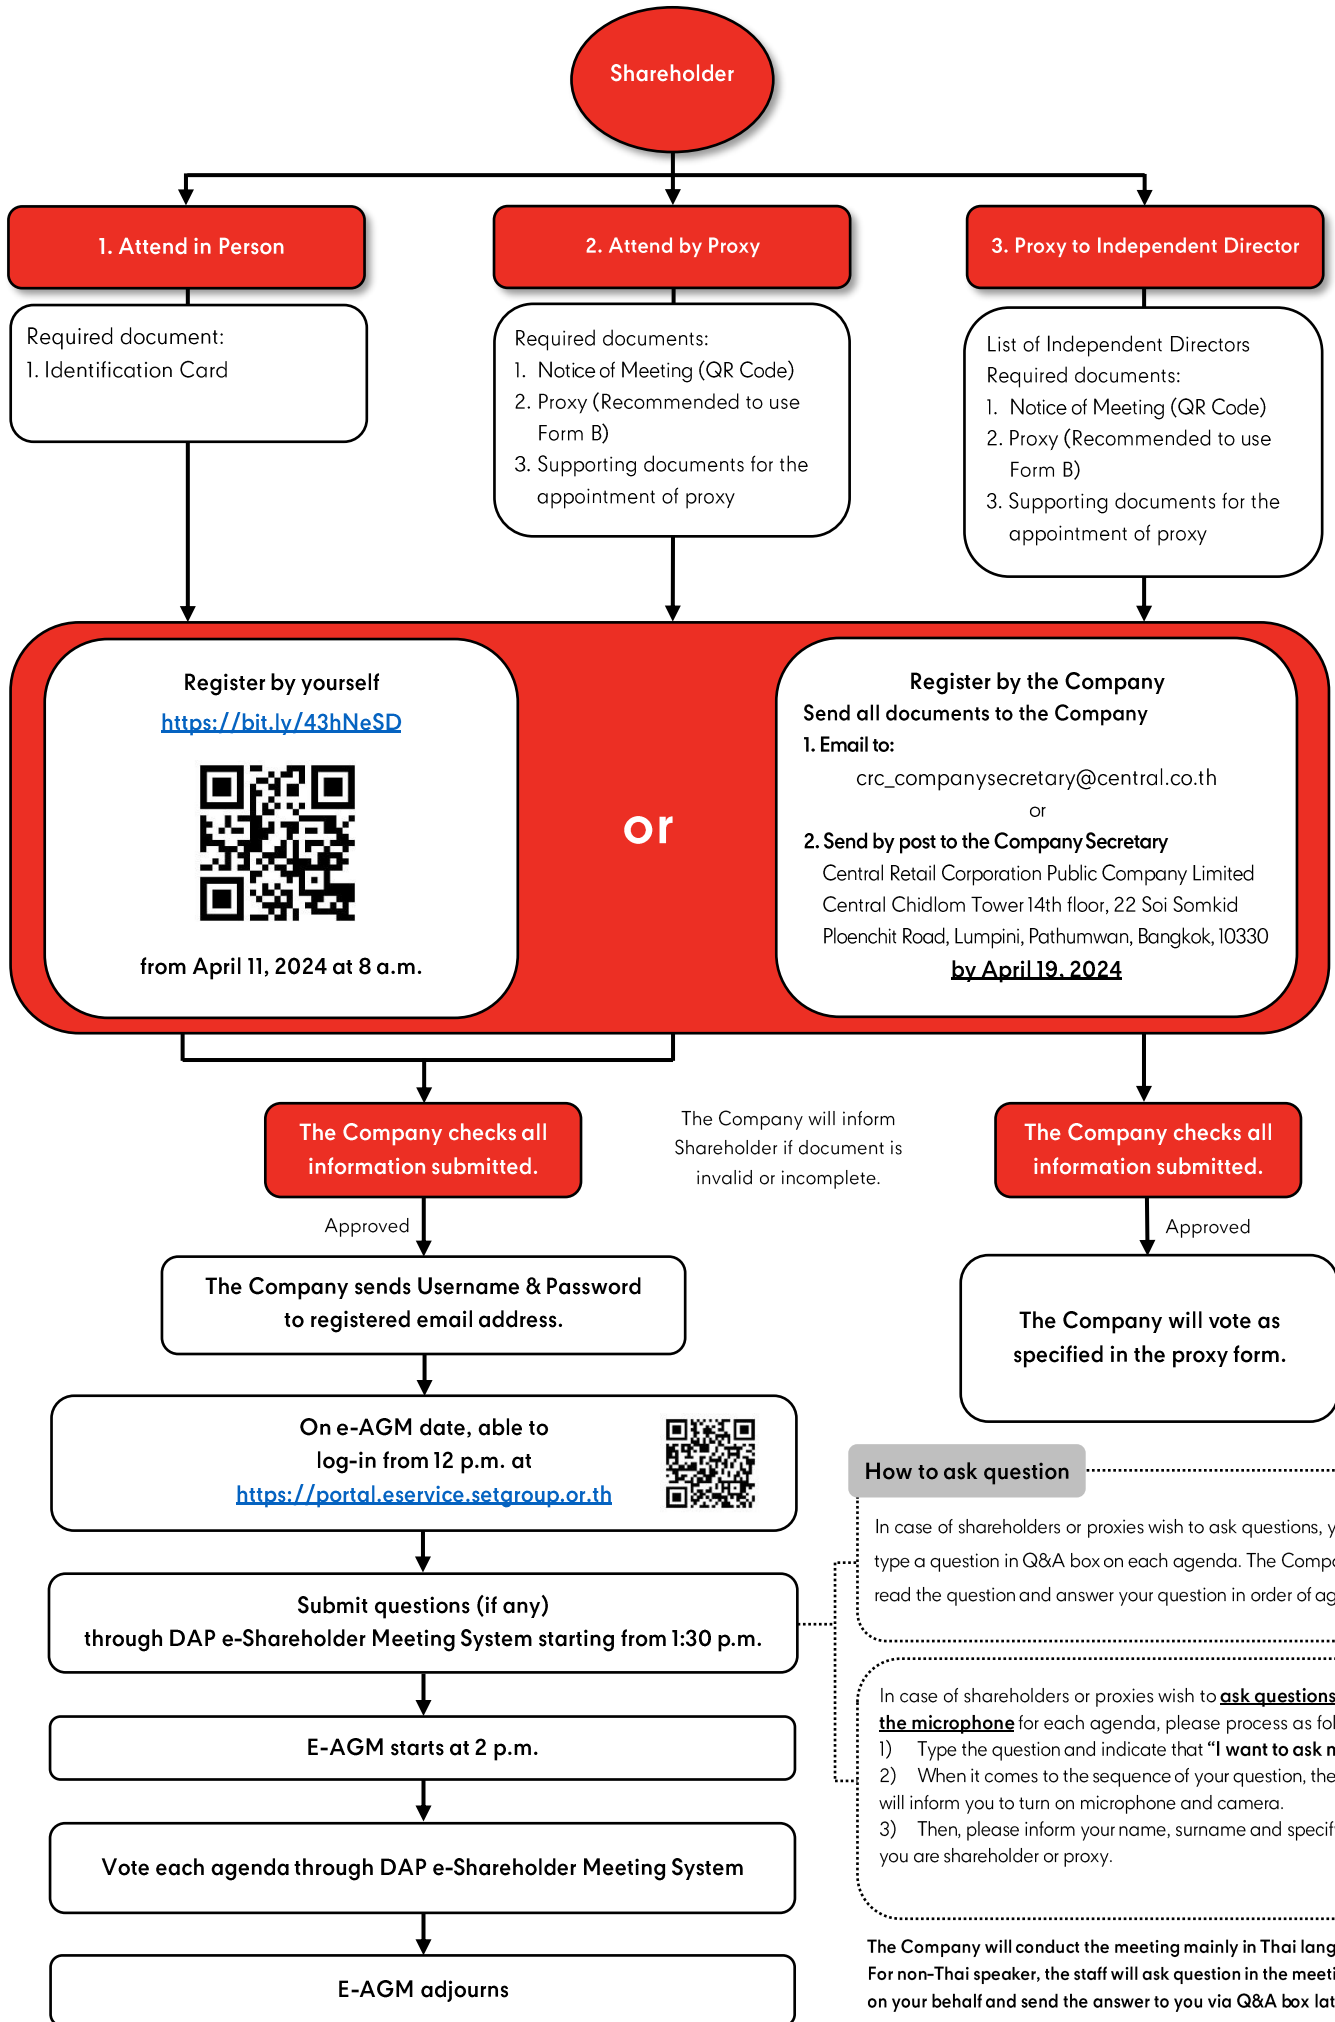 Shareholder
1. Attend in Person
Required document:
1. Identification Card
2. Attend by Proxy
Required documents:
1. Notice of Meeting (QR Code)
2. Proxy (Recommended to use
Form B)
3. Supporting documents for the
appointment of proxy
3. Proxy to Independent Director
List of Independent Directors
Required documents:
1. Notice of Meeting (QR Code)
2. Proxy (Recommended to use
Form B)
3. Supporting documents for the
appointment of proxy
Register by yourself
https://bit.ly/43hNeSD
from April 11, 2024 at 8 a.m.
or
Register by the Company
Send all documents to the Company
1. Email to:
crc_companysecretary@central.co.th
or
2. Send by post to the Company Secretary
Central Retail Corporation Public Company Limited
Central Chidlom Tower 14th floor, 22 Soi Somkid
Ploenchit Road, Lumpini, Pathumwan, Bangkok, 10330
by April 19, 2024
The Company checks all
information submitted.
The Company will inform
Shareholder if document is
invalid or incomplete.
The Company checks all
information submitted.
Approved
Approved
The Company sends Username & Password
to registered email address.
The Company will vote as
specified in the proxy form.
On e-AGM date, able to
log-in from 12 p.m. at
https://portal.eservice.setgroup.or.th
Submit questions (if any)
through DAP e-Shareholder Meeting System starting from 1:30 p.m.
E-AGM starts at 2 p.m.
Vote each agenda through DAP e-Shareholder Meeting System
E-AGM adjourns
How to ask question
In case of shareholders or proxies wish to ask questions,
type a question in Q&A box on each agenda. The
read the question and answer your question in order of
In case of shareholders or proxies wish to ask questions
the microphone for each agenda, please process as
1) Type the question and indicate that "I want to ask
2) When it comes to the sequence of your question, the
will inform you to turn on microphone and camera.
3) Then, please inform your name, surname and
you are shareholder or proxy.
The Company will conduct the meeting mainly in Thai
For non-Thai speaker, the staff will ask question in the
on your behalf and send the answer to you via Q&A box